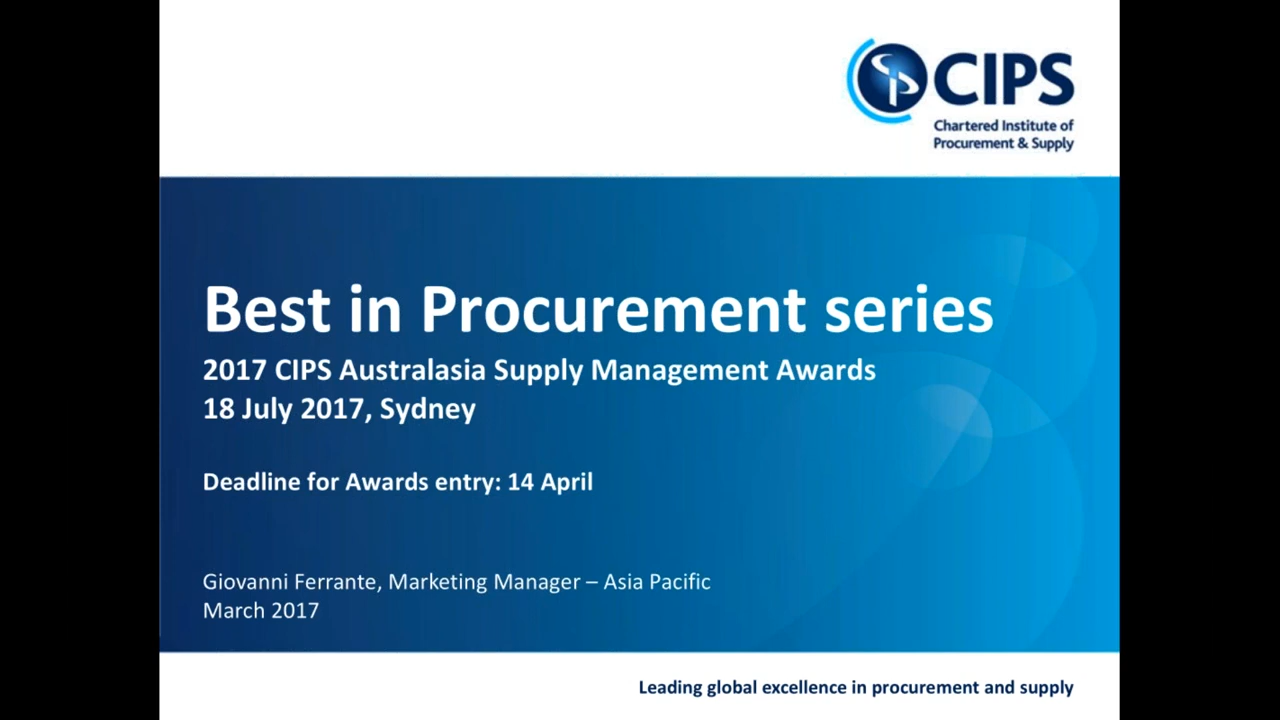 CIPS
Chartered Institute of
Procurement & Supply
Best in Procurement series
2017 CIPS Australasia Supply Management Awards
18 July 2017, Sydney
Deadline for Awards entry: 14 April
Giovanni Ferrante, Marketing Manager – Asia Pacific
March 2017
Leading global excellence in procurement and supply